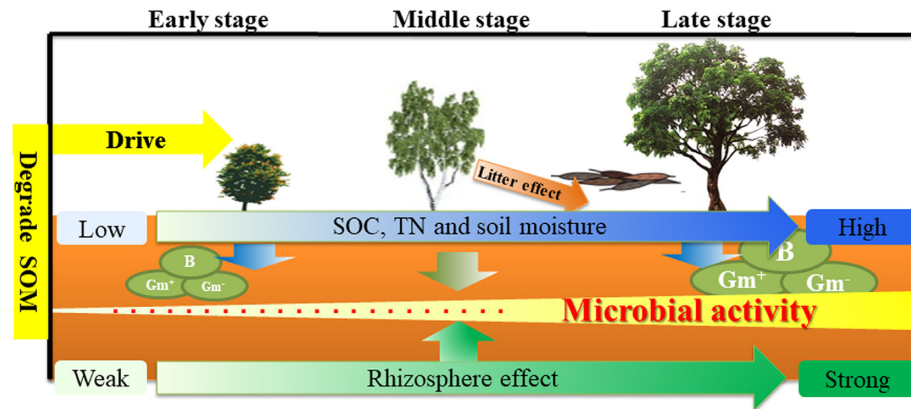 Early stage
Middle stage
Late stage
Degrade SOM
Drive
Litter effect
Low
SOC, TN and soil moisture
High
B
Gm⁺
Gm⁻
B
Gm⁺
Gm⁻
Microbial activity
Weak
Rhizosphere effect
Strong